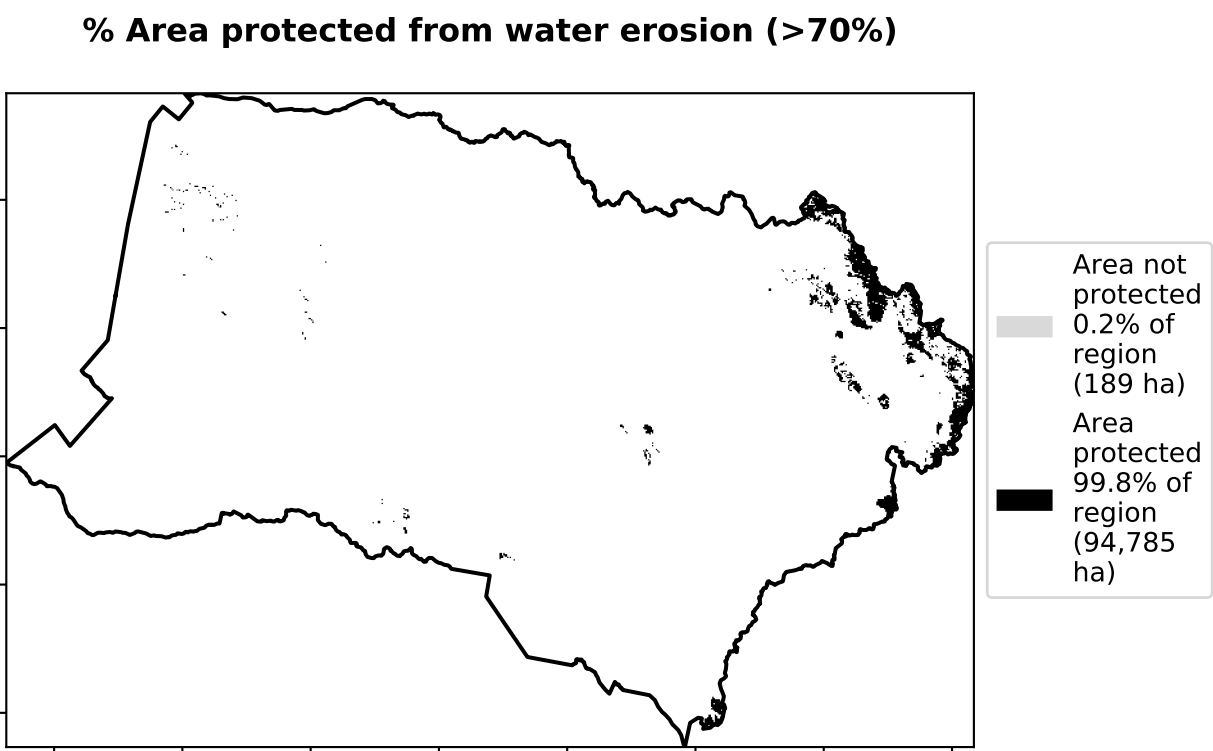 % Area protected from water erosion (>70%)
Area not
protected
0.2% of
region
(189 ha)
Area
protected
99.8% of
region
(94,785
ha)